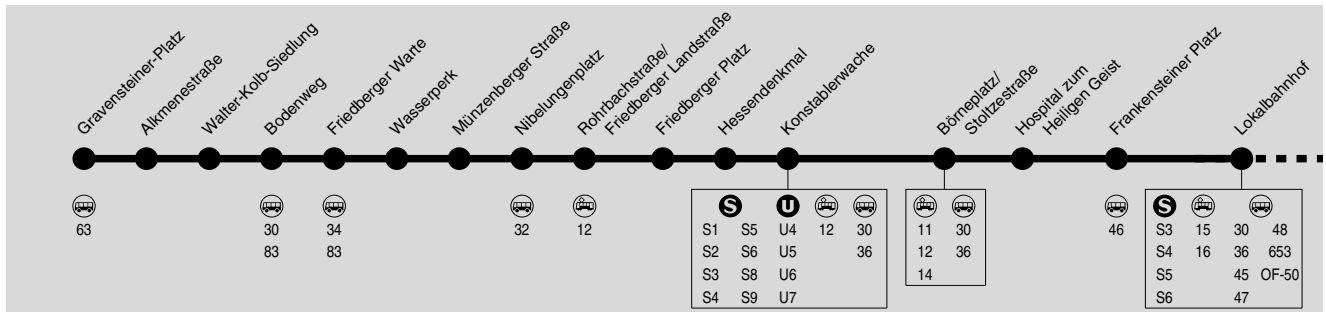 Gravensteiner-Platz
Alkmenestraße
Walter-Kolb-Siedlung
Bodenweg
Friedberger Warte
Wasserperk
Münzenberger Straße
Nibelungenplatz
Rohrbachstraße/
Friedberger Landstraße
Friedberger Platz
Hessendenkmal
Konstablerwache
Börneplatz/
Stoltzestraße
Hospital zum
Heiligen Geist
Frankensteiner Platz
Lokalbahnhof
63
30
83
34
83
32
12
S U
S1 S5 U4 12 30
S2 S6 U5 36
S3 S8 U6
S4 S9 U7
11 30
12 36
14
46
S
S3 15 30 48
S4 16 36 653
S5 45 OF-50
S6 47